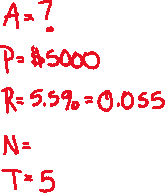 A = ?
P = $5000
R = 5.5% = 0.055
N =
T = 5